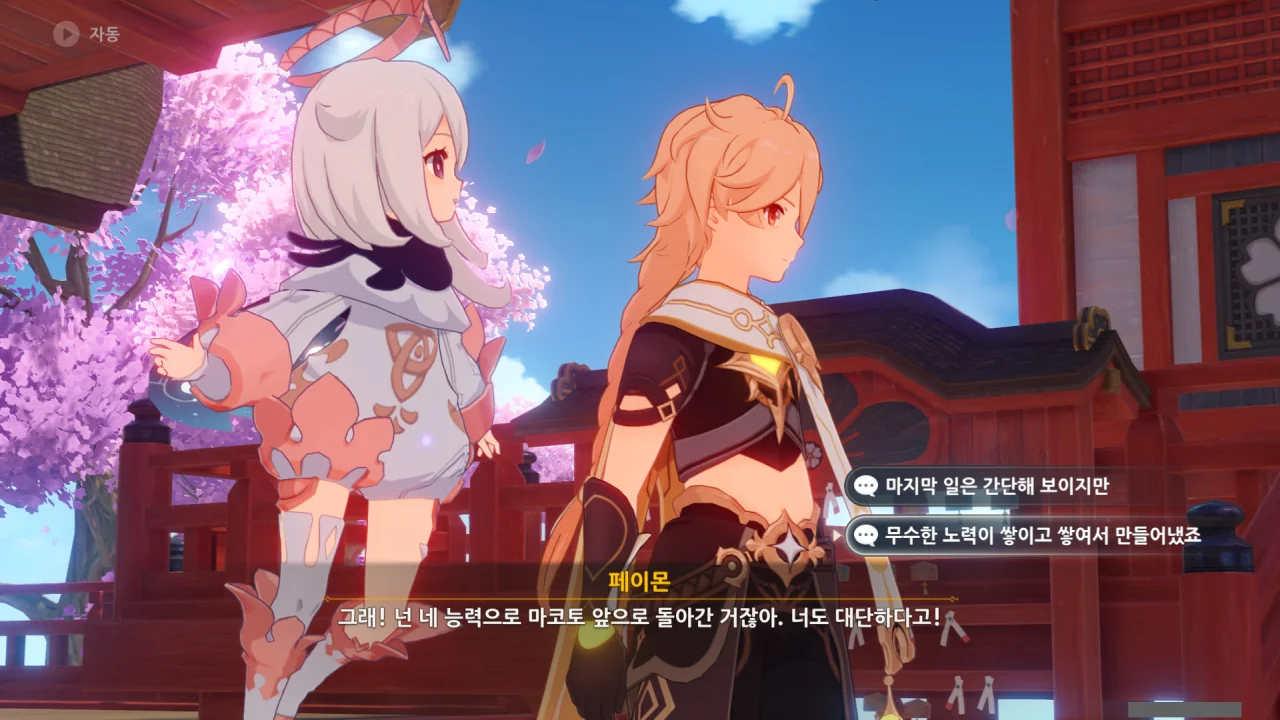 자동
마지막 일은 간단해 보이지만
무수한 노력이 쌓이고 쌓여서 만들어냈죠
페이몬
그래! 넌 네 능력으로 마코토 앞으로 돌아간 거잖아. 너도 대단하다고!